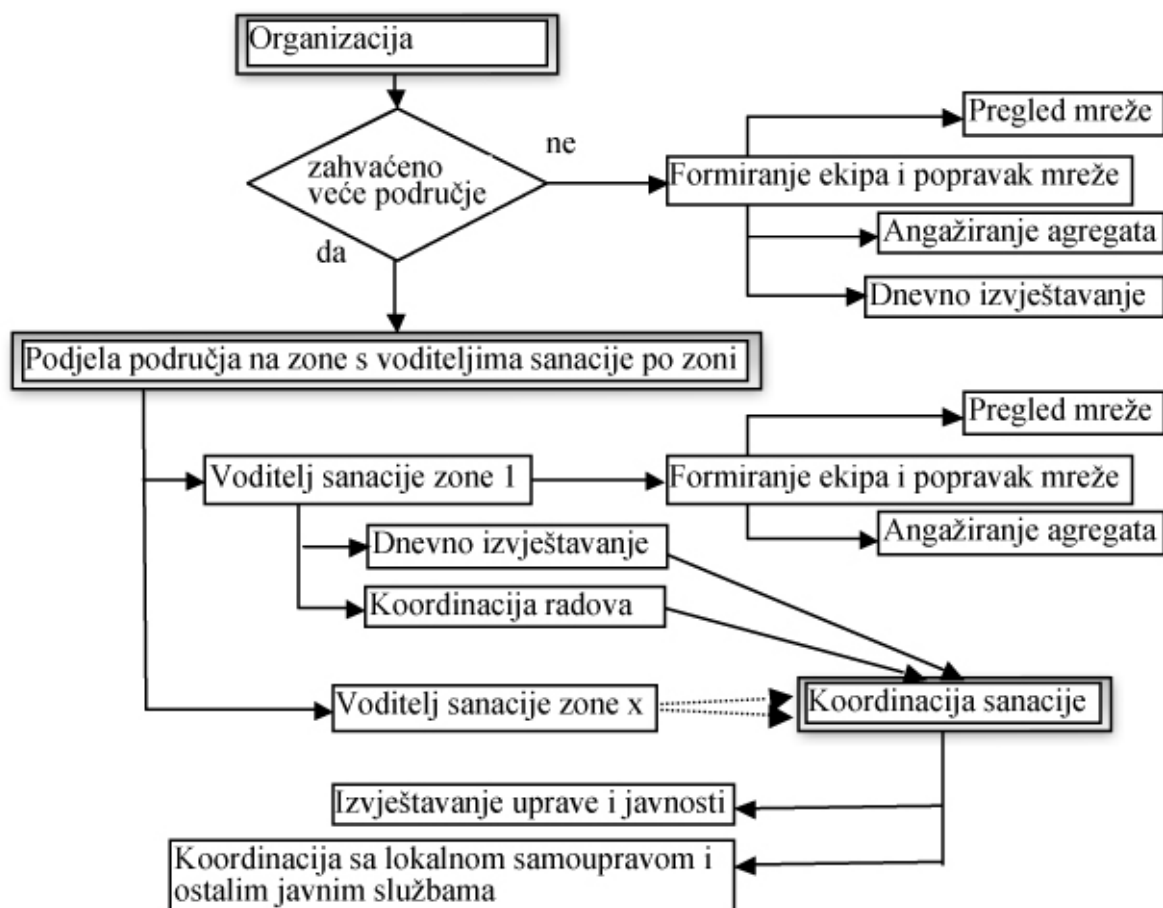 Organizacija
zahvaćeno
veće područje
ne
da
Pregled mreže
Formiranje ekipa i popravak mreže
Angažiranje agregata
Dnevno izvještavanje
Podjela područja na zone s voditeljima sanacije po zoni
Pregled mreže
Voditelj sanacije zone 1
Formiranje ekipa i popravak mreže
Angažiranje agregata
Dnevno izvještavanje
Koordinacija radova
Voditelj sanacije zone x
Koordinacija sanacije
Izvještavanje uprave i javnosti
Koordinacija sa lokalnom samoupravom i
ostalim javnim službama